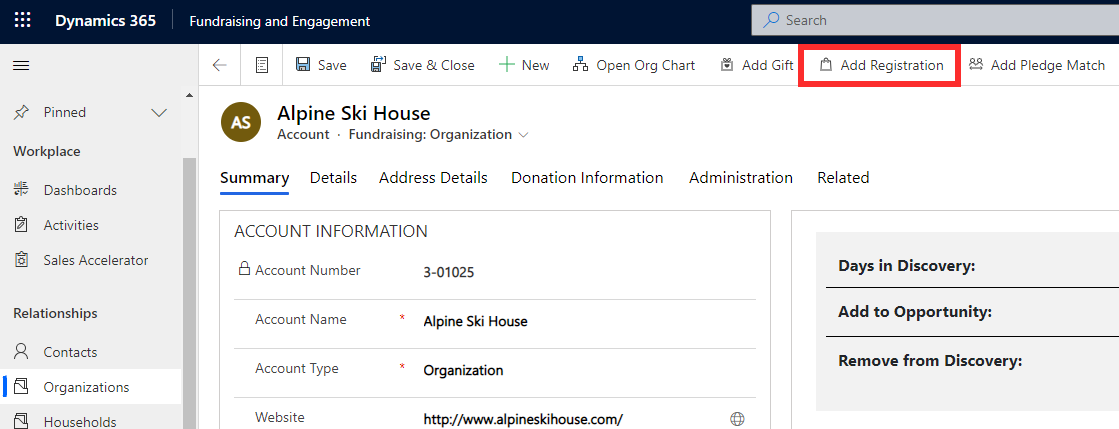 Dynamics 365 Fundraising and Engagement Search
Save Save & Close New Open Org Chart Add Gift Add Registration Add Pledge Match
Pinned
Workplace
Dashboards
Activities
Sales Accelerator
Relationships
Contacts
Organizations
Households
AS
Alpine Ski House
Account · Fundraising: Organization
Summary Details Address Details Donation Information Administration Related
ACCOUNT INFORMATION
Account Number 3-01025
Account Name * Alpine Ski House
Account Type * Organization
Website http://www.alpineskihouse.com/
Days in Discovery:
Add to Opportunity:
Remove from Discovery: